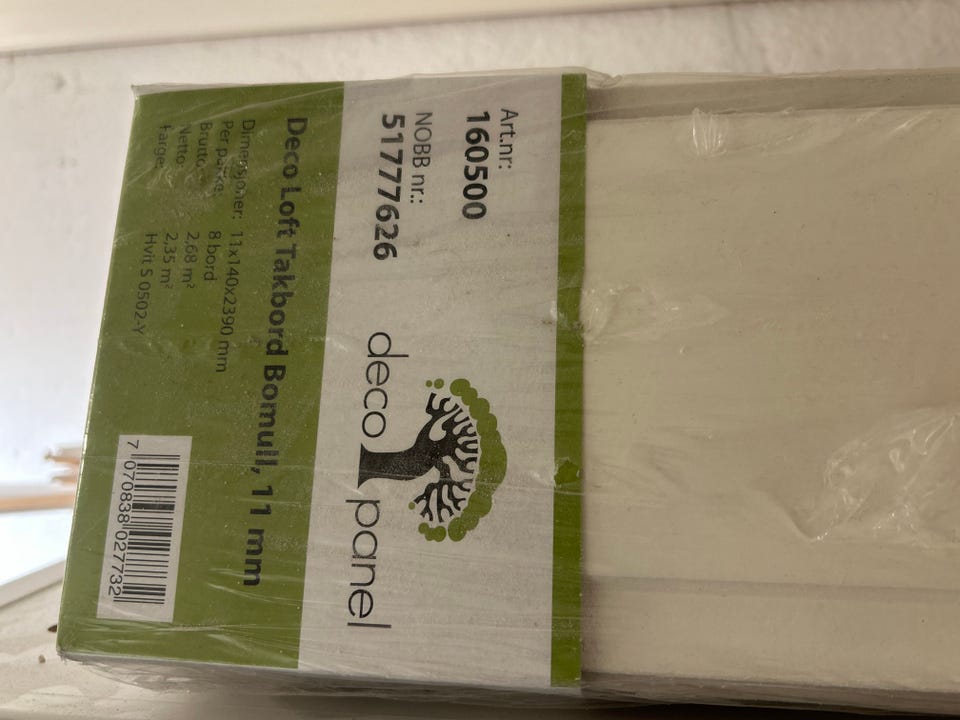 Art.nr:
160500
NOBB nr.:
51777626
deco panel
Deco Loft Takbord Bomull, 11 mm
Dimensjoner: 11x140x2390 mm
Per pakke: 8 bord
Brutto: 2,68 m²
Netto: 2,35 m²
Farge: Hvit S 0502-Y
7 070838 027732